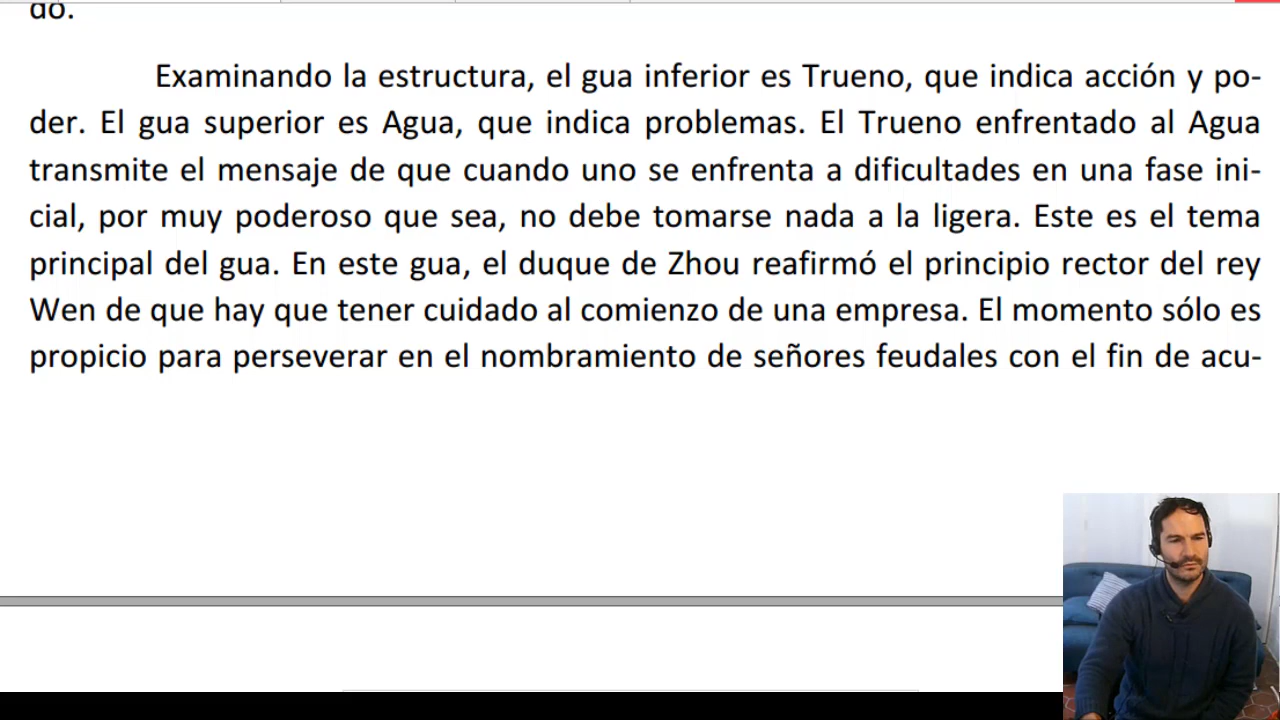 do.
Examinando la estructura, el gua inferior es Trueno, que indica acción y po-
der. El gua superior es Agua, que indica problemas. El Trueno enfrentado al Agua
transmite el mensaje de que cuando uno se enfrenta a dificultades en una fase ini-
cial, por muy poderoso que sea, no debe tomarse nada a la ligera. Este es el tema
principal del gua. En este gua, el duque de Zhou reafirmó el principio rector del rey
Wen de que hay que tener cuidado al comienzo de una empresa. El momento sólo es
propicio para perseverar en el nombramiento de señores feudales con el fin de acu-